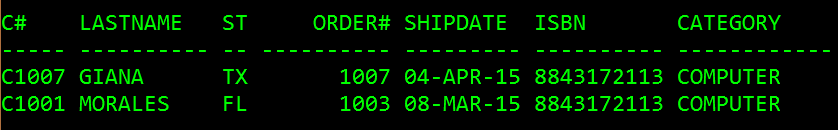 C#    LASTNAME   ST     ORDER# SHIPDATE  ISBN       CATEGORY
----- ---------- -- ---------- --------- ---------- ------------
C1007 GIANA      TX       1007 04-APR-15 8843172113 COMPUTER
C1001 MORALES    FL       1003 08-MAR-15 8843172113 COMPUTER